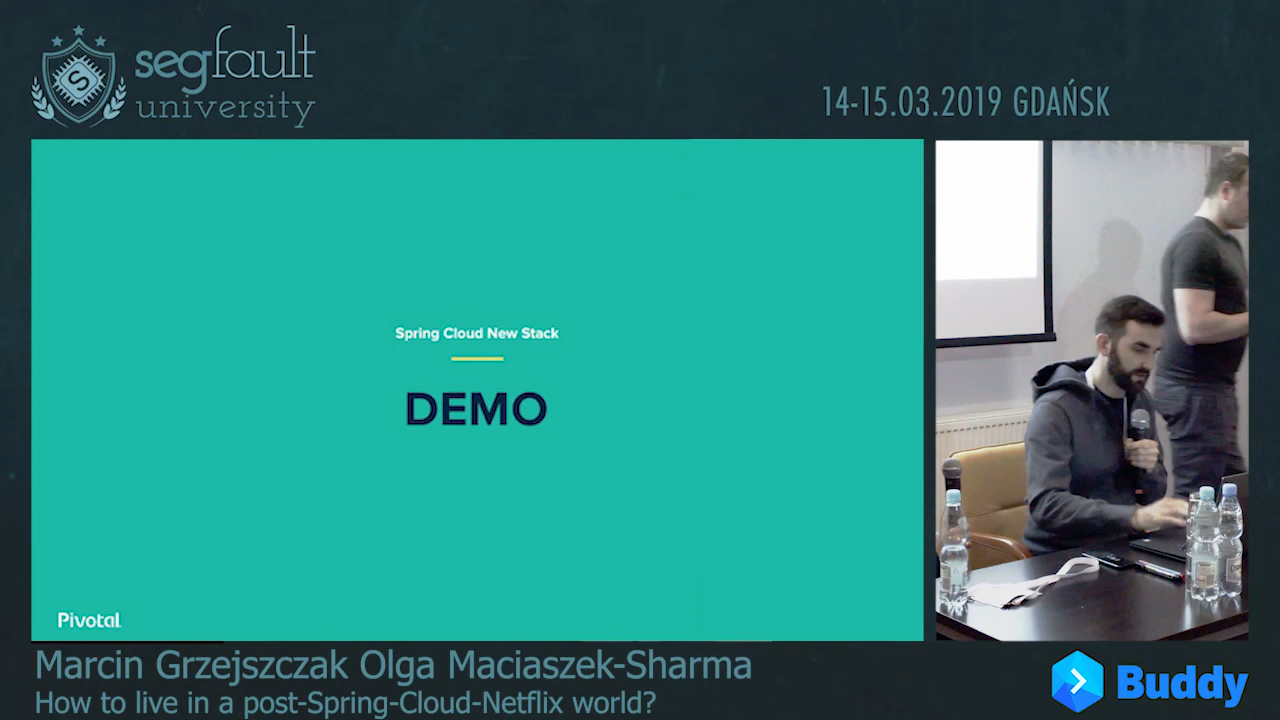 segfault
university
14-15.03.2019 GDAŃSK
Spring Cloud New Stack
DEMO
Pivotal
Marcin Grzejszczak Olga Maciaszek-Sharma
How to live in a post-Spring-Cloud-Netflix world?
Buddy